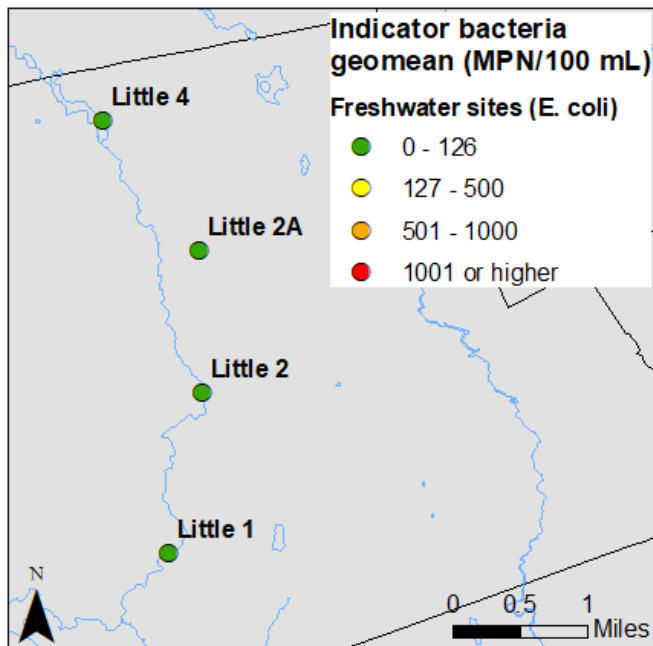 Indicator bacteria
geomean (MPN/100 mL)
Freshwater sites (E. coli)
0 - 126
127 - 500
501 - 1000
1001 or higher
Little 4
Little 2A
Little 2
Little 1
N
0 0.5 1
Miles